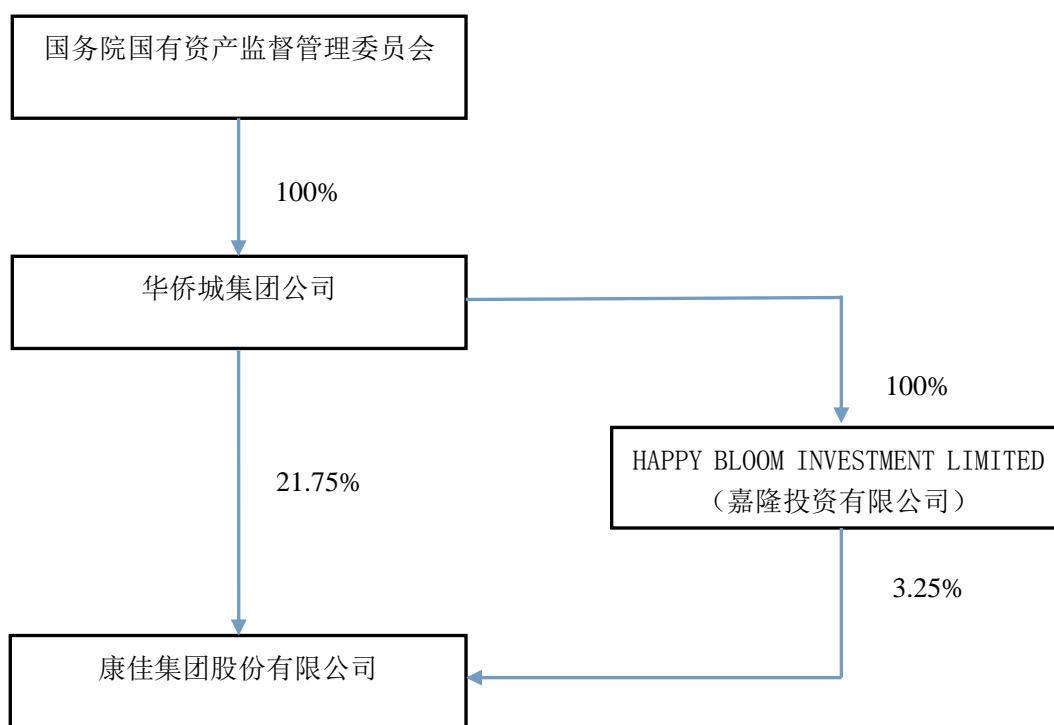 国务院国有资产监督管理委员会
100%
华侨城集团公司
100%
21.75%
HAPPY BLOOM INVESTMENT LIMITED
（嘉隆投资有限公司）
3.25%
康佳集团股份有限公司